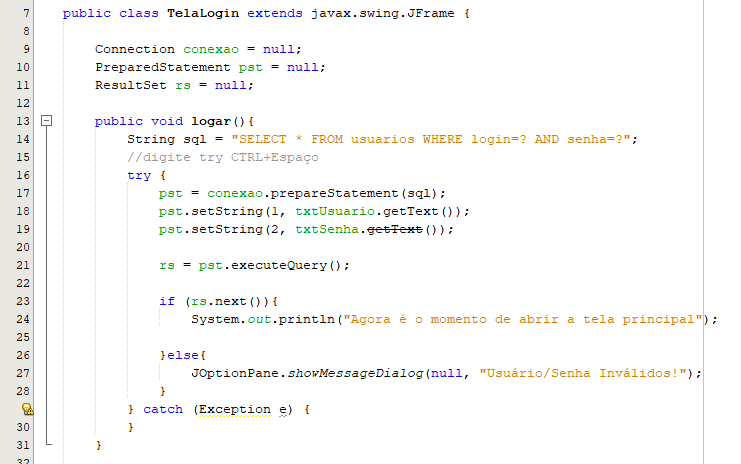 7 public class TelaLogin extends javax.swing.JFrame {
8
9 Connection conexao = null;
10 PreparedStatement pst = null;
11 ResultSet rs = null;
12
13 public void logar(){
14 String sql = "SELECT * FROM usuarios WHERE login=? AND senha=?";
15 //digite try CTRL+Espaço
16 try {
17 pst = conexao.prepareStatement(sql);
18 pst.setString(1, txtUsuario.getText());
19 pst.setString(2, txtSenha.getText());
20
21 rs = pst.executeQuery();
22
23 if (rs.next()){
24 System.out.println("Agora é o momento de abrir a tela principal");
25
26 }else{
27 JOptionPane.showMessageDialog(null, "Usuário/Senha Inválidos!");
28 }
} catch (Exception e) {
30 }
31 }
32